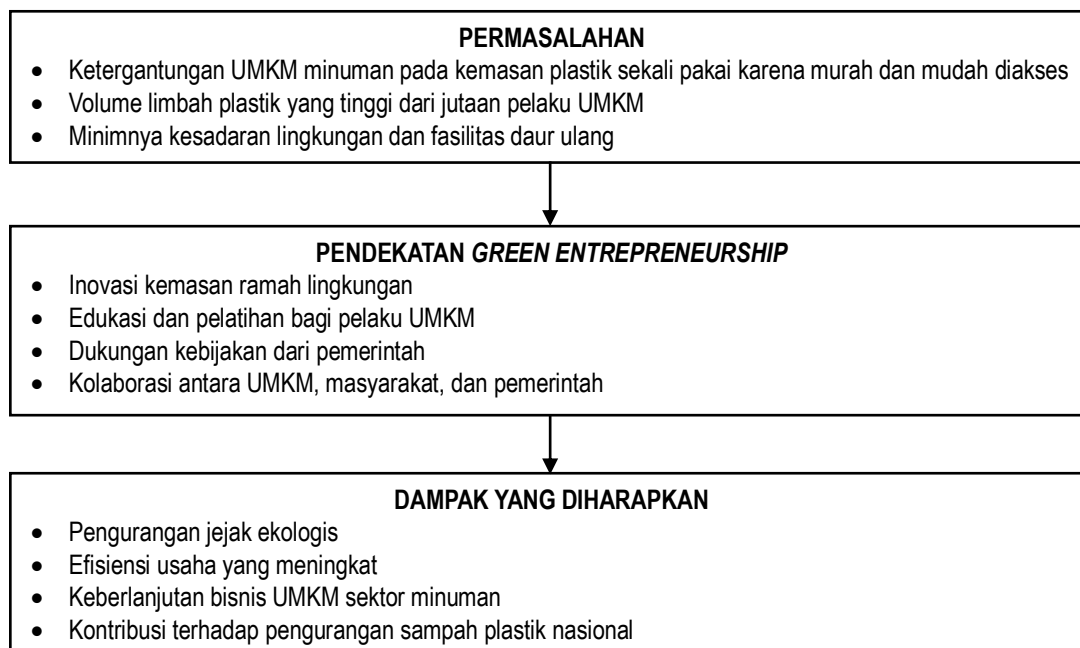 PERMASALAHAN
• Ketergantungan UMKM minuman pada kemasan plastik sekali pakai karena murah dan mudah diakses
• Volume limbah plastik yang tinggi dari jutaan pelaku UMKM
• Minimnya kesadaran lingkungan dan fasilitas daur ulang
PENDEKATAN GREEN ENTREPRENEURSHIP
• Inovasi kemasan ramah lingkungan
• Edukasi dan pelatihan bagi pelaku UMKM
• Dukungan kebijakan dari pemerintah
• Kolaborasi antara UMKM, masyarakat, dan pemerintah
DAMPAK YANG DIHARAPKAN
• Pengurangan jejak ekologis
• Efisiensi usaha yang meningkat
• Keberlanjutan bisnis UMKM sektor minuman
• Kontribusi terhadap pengurangan sampah plastik nasional